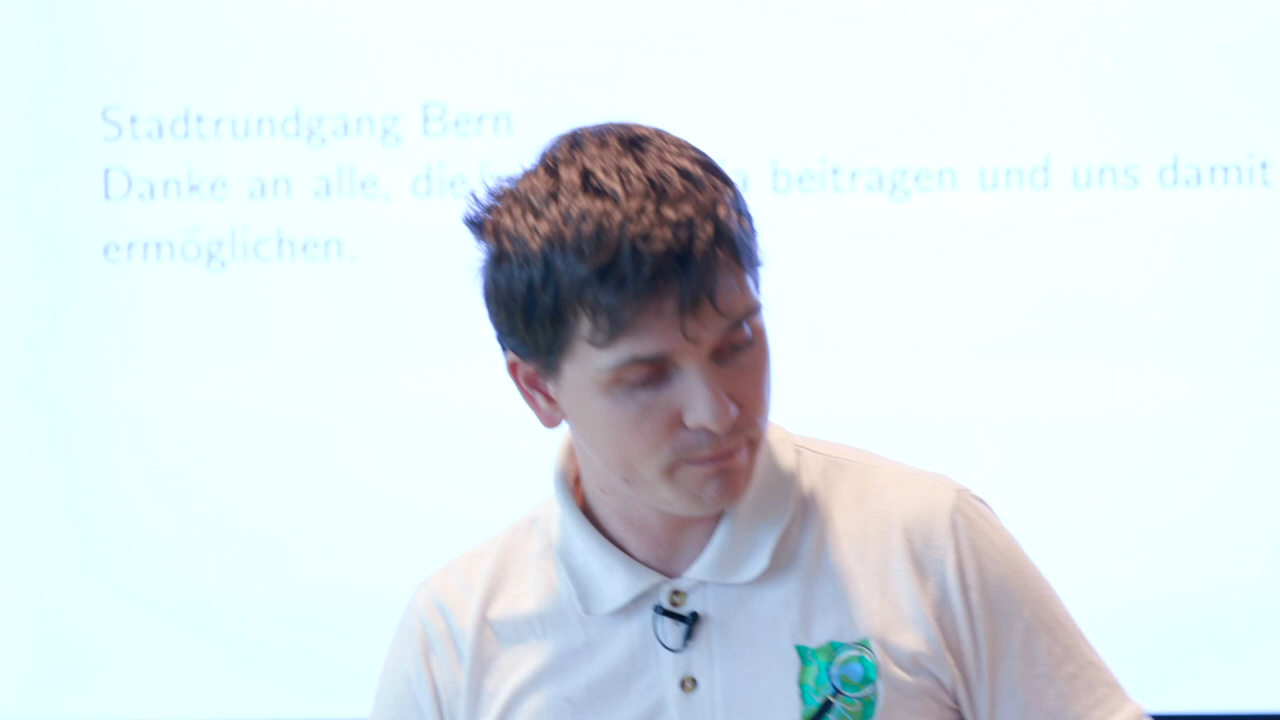 Stadtrundgang Bern
Danke an alle, die beitragen und uns damit
ermöglichen.